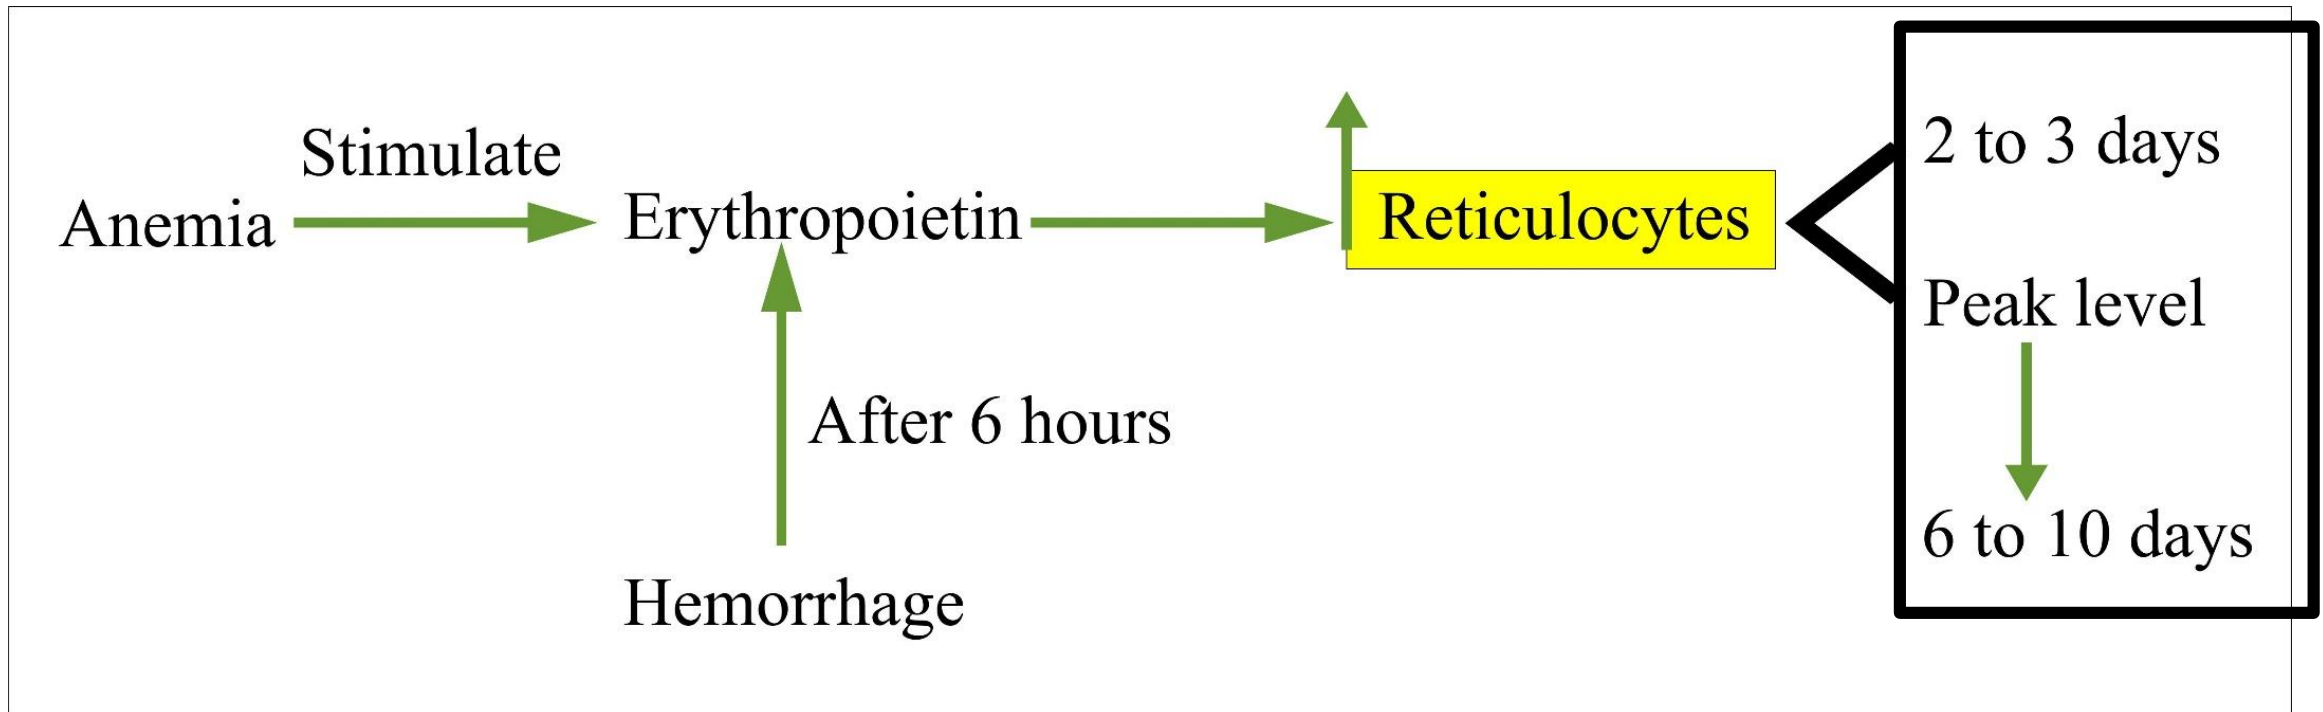 Stimulate
Anemia
Erythropoietin
Reticulocytes
2 to 3 days
Peak level
6 to 10 days
After 6 hours
Hemorrhage